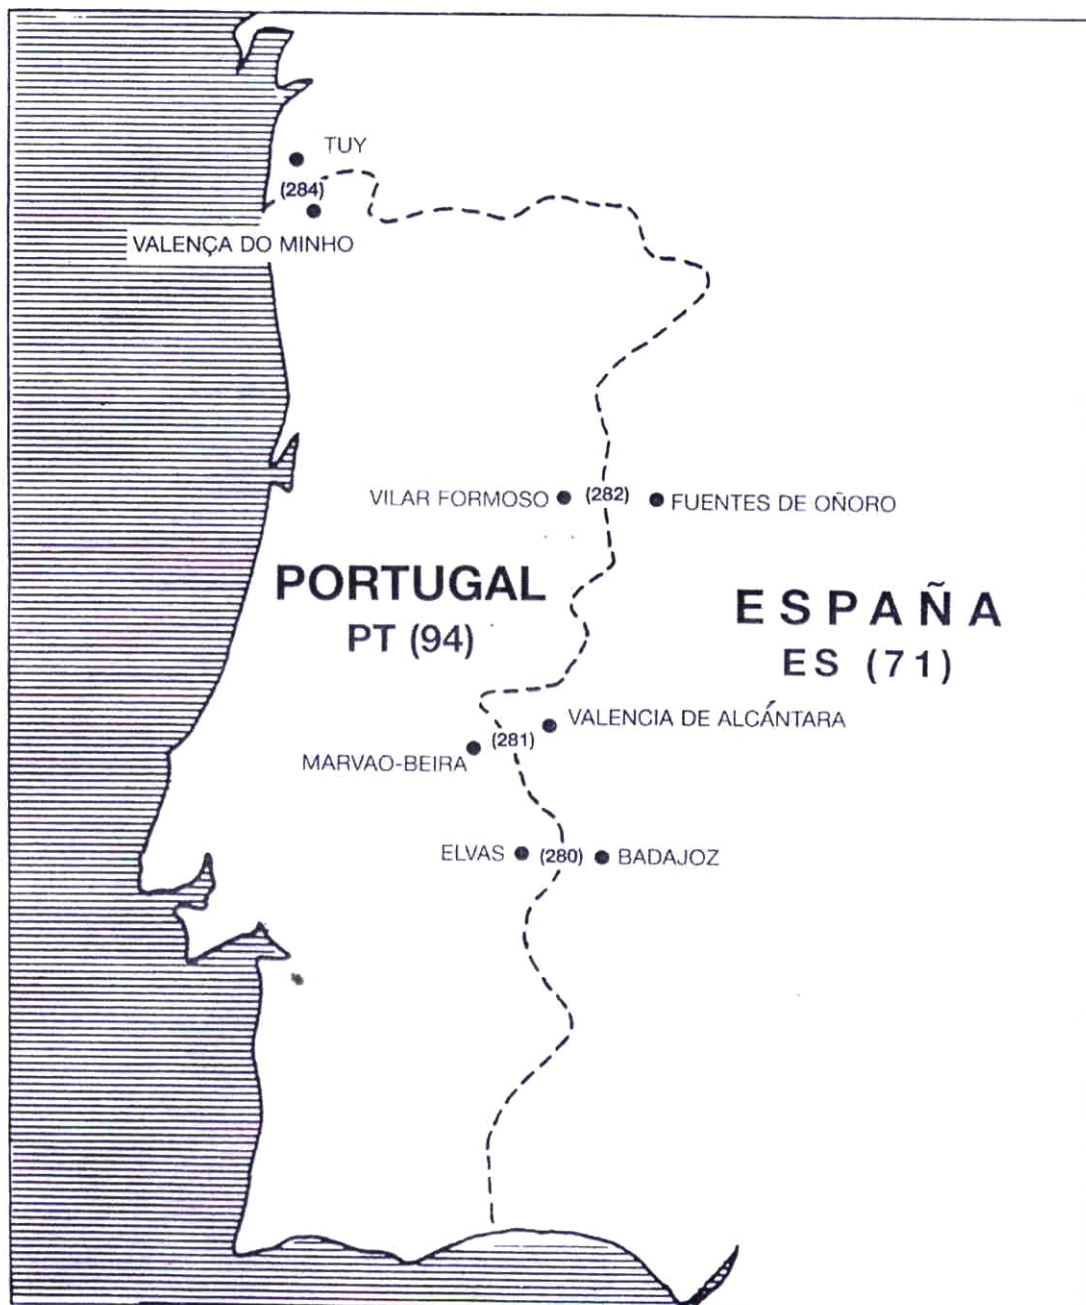 TUY
(284)
VALENÇA DO MINHO
VILAR FORMOSO (282) FUENTES DE OÑORO
PORTUGAL
PT (94)
ESPAÑA
ES (71)
VALENCIA DE ALCÁNTARA
(281)
MARVAO-BEIRA
ELVAS (280) BADAJOZ